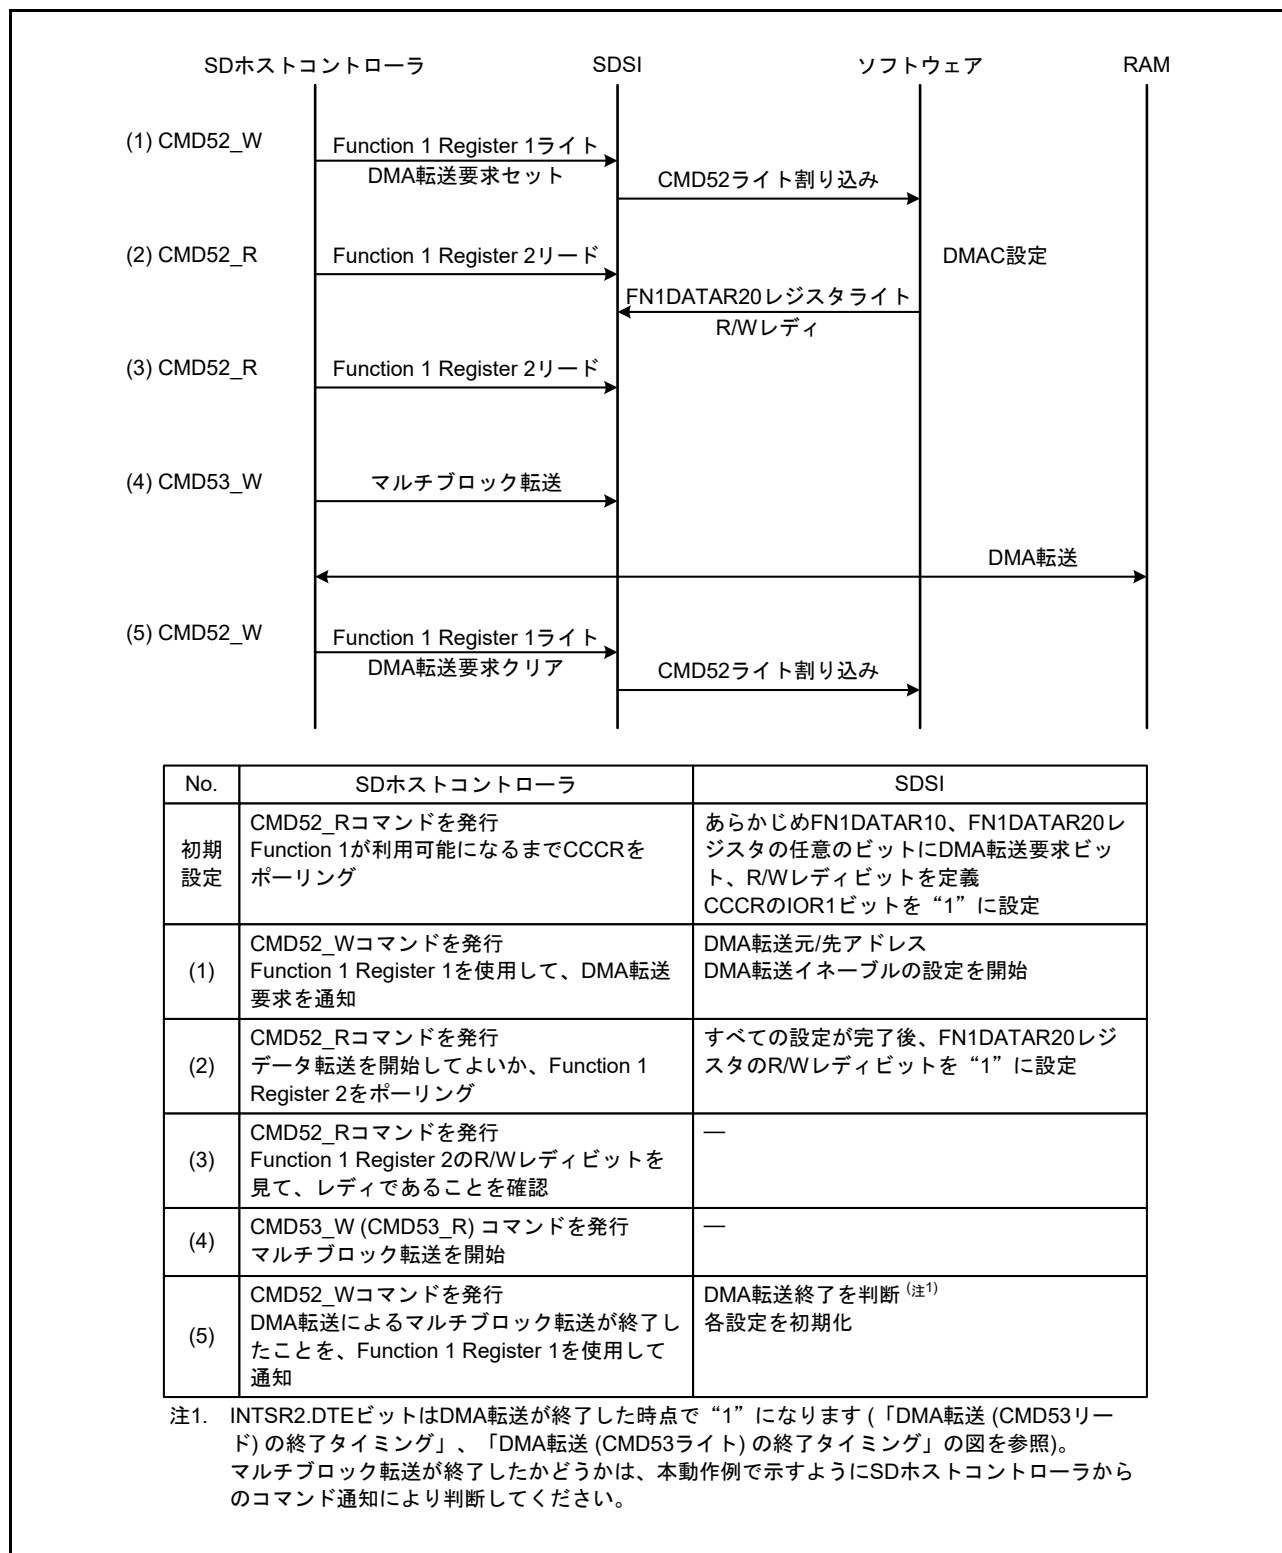 SDホストコントローラ SDSI ソフトウェア RAM
(1) CMD52_W
Function 1 Register 1ライト
DMA転送要求セット
CMD52ライト割り込み
(2) CMD52_R
Function 1 Register 2リード
DMAC設定
FN1DATAR20レジスタライト
R/Wレディ
(3) CMD52_R
Function 1 Register 2リード
(4) CMD53_W
マルチブロック転送
DMA転送
(5) CMD52_W
Function 1 Register 1ライト
DMA転送要求クリア
CMD52ライト割り込み
No. SDホストコントローラ SDSI
初期
設定
CMD52_Rコマンドを発行
Function 1が利用可能になるまでCCCRを
ポーリング
あらかじめFN1DATAR10、FN1DATAR20レ
ジスタの任意のビットにDMA転送要求ビッ
ト、R/Wレディビットを定義
CCCRのIOR1ビットを“1”に設定
(1)
CMD52_Wコマンドを発行
Function 1 Register 1を使用して、DMA転送
要求を通知
DMA転送元/先アドレス
DMA転送イネーブルの設定を開始
(2)
CMD52_Rコマンドを発行
データ転送を開始してよいか、Function 1
Register 2をポーリング
すべての設定が完了後、FN1DATAR20レジ
スタのR/Wレディビットを“1”に設定
(3)
CMD52_Rコマンドを発行
Function 1 Register 2のR/Wレディビットを
見て、レディであることを確認
—
(4)
CMD53_W (CMD53_R) コマンドを発行
マルチブロック転送を開始
—
(5)
CMD52_Wコマンドを発行
DMA転送によるマルチブロック転送が終了し
たことを、Function 1 Register 1を使用して
通知
DMA転送終了を判断 (注1)
各設定を初期化
注1. INTSR2.DTEビットはDMA転送が終了した時点で“1”になります (「DMA転送 (CMD53リー
ド) の終了タイミング」、「DMA転送 (CMD53ライト) の終了タイミング」の図を参照)。
マルチブロック転送が終了したかどうかは、本動作例で示すようにSDホストコントローラから
のコマンド通知により判断してください。